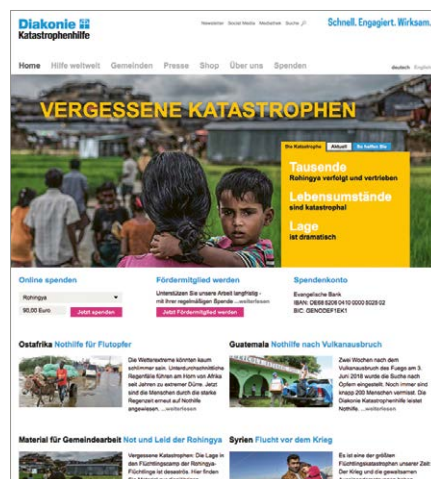 Diakonie
Katastrophenhilfe
Newsletter Social Media Mediathek Suche
Schnell. Engagiert. Wirksam.
Home Hilfe weltweit Gemeinden Presse Shop Über uns Spenden
deutsch English
VERGESSENE KATASTROPHEN
Die Katastrophe Aktuell So helfen Sie
Tausende
Rohingya verfolgt und vertrieben
Lebensumstände
sind katastrophal
Lage
ist dramatisch
Online spenden
Rohingya
90,00 Euro Jetzt spenden
Fördermitglied werden
Unterstützen Sie unsere Arbeit langfristig -
mit Ihrer regelmäßigen Spende ...weiterlesen
Jetzt Fördermitglied werden
Spendenkonto
Evangelische Bank
IBAN: DE68 5206 0410 0000 5025 02
BIC: GENODEF1EK1
Ostafrika Nothilfe für Flutopfer
Die Wetterextreme könnten kaum
schlimmer sein. Unterdurchschnittliche
Regenfälle führten am Horn von Afrika
seit Jahren zu extremer Dürre. Jetzt
sind die Menschen durch die starke
Regenzeit erneut auf Nothilfe
angewiesen. ...weiterlesen
Guatemala Nothilfe nach Vulkanausbruch
Zwei Wochen nach dem
Vulkanausbruch des Fuego am 3.
Juni 2018 wurde die Suche nach
Opfern eingestellt. Noch immer sind
knapp 200 Menschen vermisst. Die
Diakonie Katastrophenhilfe leistet
Nothilfe. ...weiterlesen
Material für Gemeindearbeit Not und Leid der Rohingya
Vergessene Katastrophen: Die Lage in
den Flüchtlingscamp der Rohingya-
Flüchtlinge ist desaströs. Hier finden
Syrien Flucht vor dem Krieg
Es ist eine der größten
Flüchtlingskatastrophen unserer Zeit:
Der Krieg und die gewaltsamen